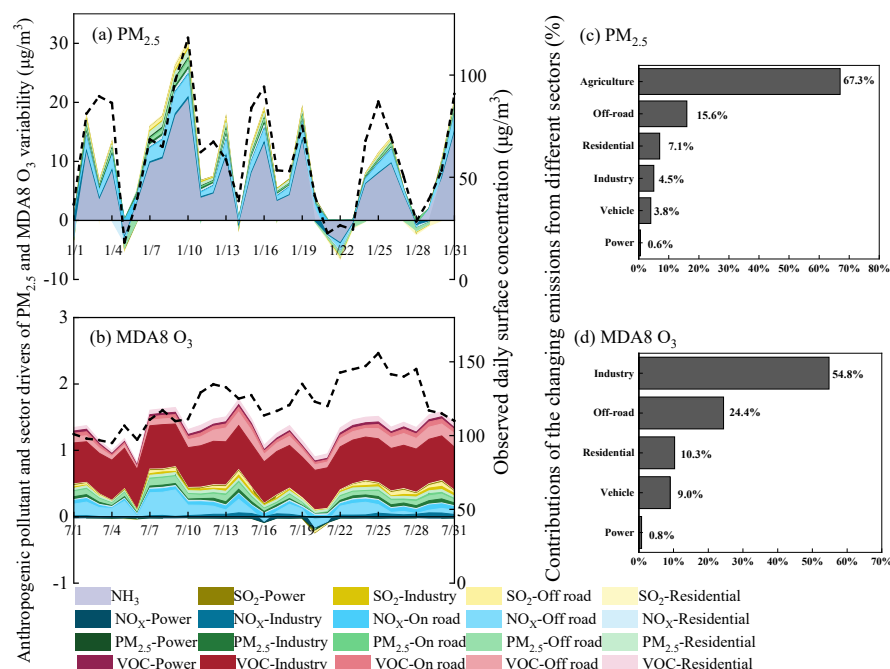 Anthropogenic pollutant and sector drivers of PM2.5 and MDA8 O3 variability (μg/m3)
(a) PM2.5
30
20
10
0
-10
1/1 1/4 1/7 1/10 1/13 1/16 1/19 1/22 1/25 1/28 1/31
100
50
0
Observed daily surface concentration (μg/m3)
(b) MDA8 O3
3
2
1
0
-1
7/1 7/4 7/7 7/10 7/13 7/16 7/19 7/22 7/25 7/28 7/31
150
100
50
0
Contributions of the changing emissions from different sectors (%)
(c) PM2.5
Agriculture 67.3%
Off-road 15.6%
Residential 7.1%
Industry 4.5%
Vehicle 3.8%
Power 0.6%
0% 10% 20% 30% 40% 50% 60% 70% 80%
(d) MDA8 O3
Industry 54.8%
Off-road 24.4%
Residential 10.3%
Vehicle 9.0%
Power 0.8%
0% 10% 20% 30% 40% 50% 60% 70%
NH3 SO2-Power SO2-Industry SO2-Off road SO2-Residential
NOX-Power NOX-Industry NOX-On road NOX-Off road NOX-Residential
PM2.5-Power PM2.5-Industry PM2.5-On road PM2.5-Off road PM2.5-Residential
VOC-Power VOC-Industry VOC-On road VOC-Off road VOC-Residential